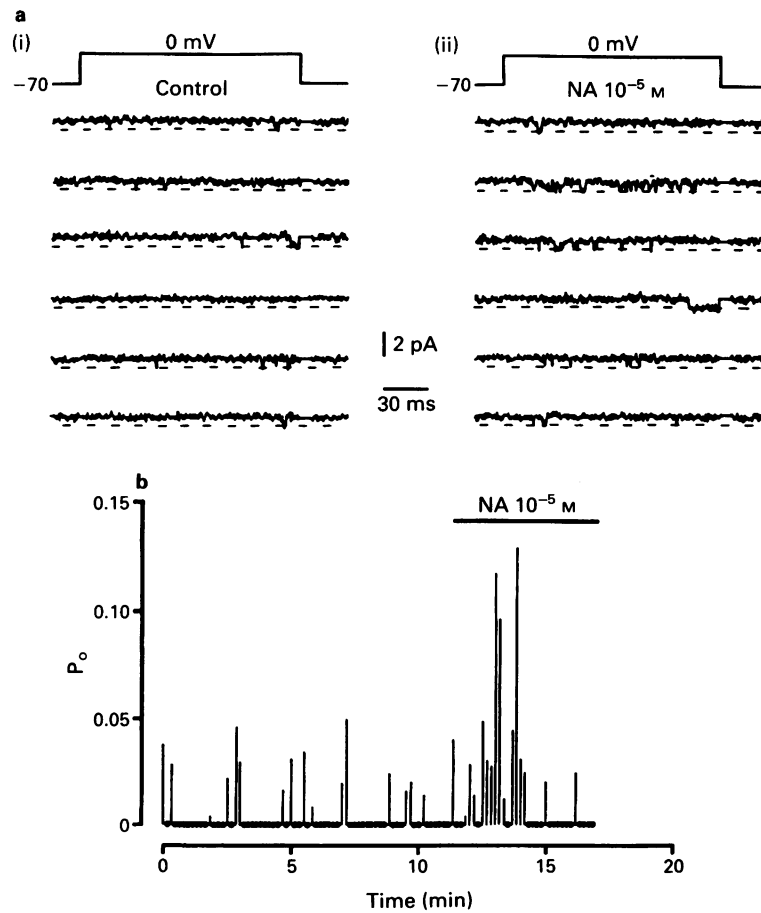 a
(i)
0 mV
−70
Control
(ii)
0 mV
−70
NA 10⁻⁵ M
2 pA
30 ms
b
NA 10⁻⁵ M
0.15
0.10
0.05
0
Pₒ
0
5
10
15
20
Time (min)